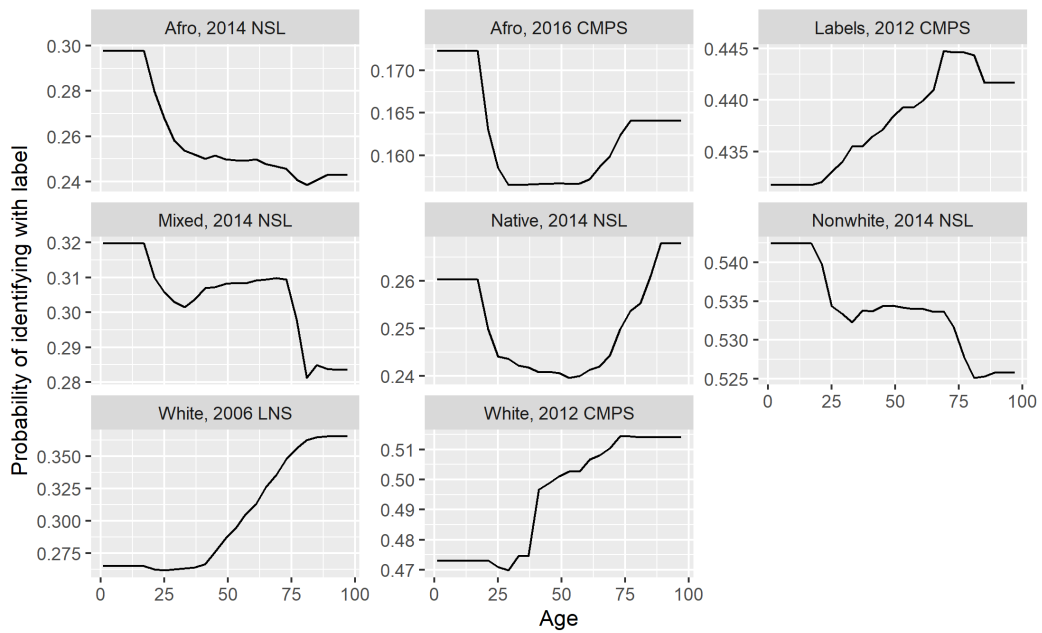 Afro, 2014 NSL
Afro, 2016 CMPS
Labels, 2012 CMPS
0.30
0.28
0.26
0.24
0.170
0.165
0.160
0.445
0.440
0.435
Mixed, 2014 NSL
Native, 2014 NSL
Nonwhite, 2014 NSL
0.32
0.31
0.30
0.29
0.28
0.26
0.25
0.24
0.540
0.535
0.530
0.525
0 25 50 75 100
White, 2006 LNS
White, 2012 CMPS
0.350
0.325
0.300
0.275
0.51
0.50
0.49
0.48
0.47
0 25 50 75 100
0 25 50 75 100
Probability of identifying with label
Age